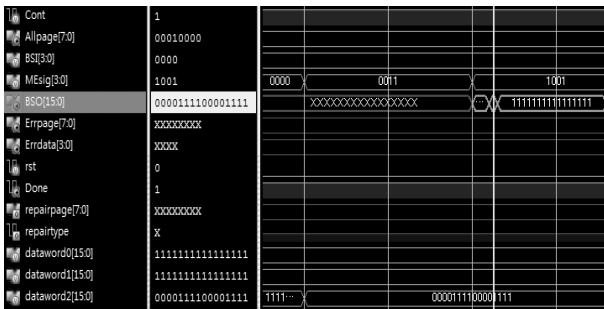 Cont 1
Allpage[7:0] 00010000
BSI[3:0] 0000
MEsig[3:0] 1001 0000 0011 1001
BSO[15:0] 0000111100001111 XXXXXXXXXXXXXXXX ... 1111111111111111
Errpage[7:0] XXXXXXXX
Errdata[3:0] XXXX
rst 0
Done 1
repairpage[7:0] XXXXXXXX
repairtype X
dataword0[15:0] 1111111111111111
dataword1[15:0] 1111111111111111
dataword2[15:0] 0000111100001111 1111... 0000111100001111